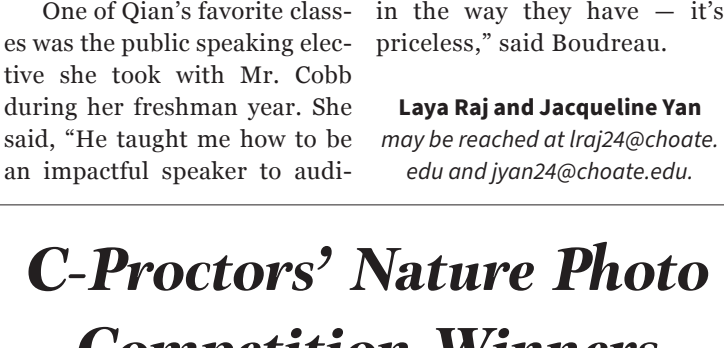 One of Qian’s favorite class-
es was the public speaking elec-
tive she took with Mr. Cobb
during her freshman year. She
said, “He taught me how to be
an impactful speaker to audi-
in the way they have — it’s
priceless,” said Boudreau.
Laya Raj and Jacqueline Yan
may be reached at lraj24@choate.
edu and jyan24@choate.edu.
C-Proctors’ Nature Photo
Competition Winners